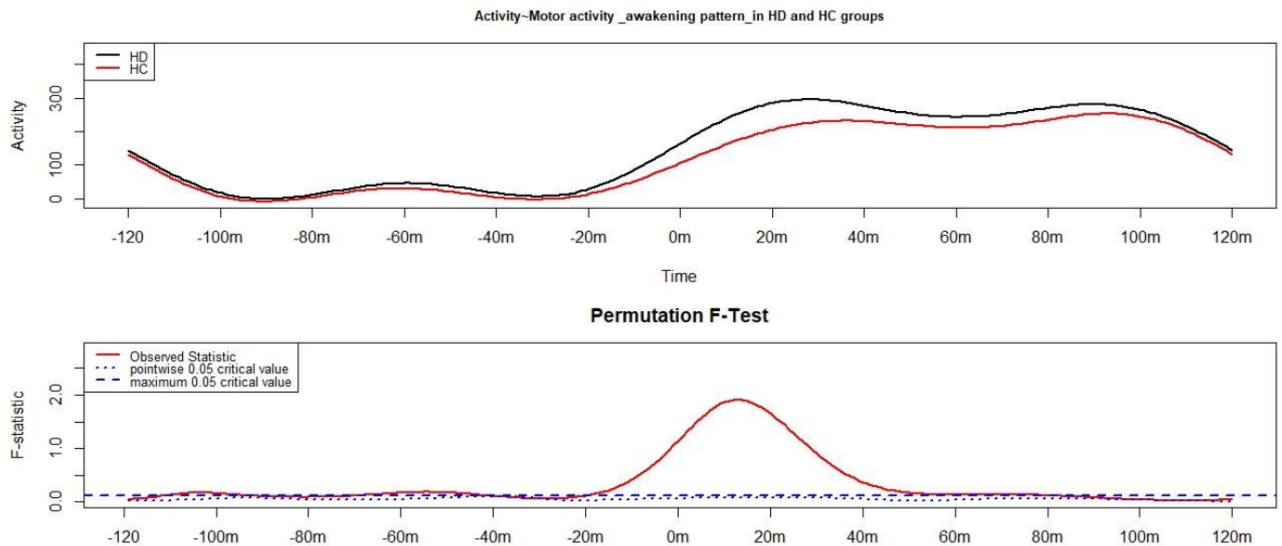 Activity~Motor activity _awakening pattern_in HD and HC groups
HD
HC
Activity
300
100
0
-120 -100m -80m -60m -40m -20m 0m 20m 40m 60m 80m 100m 120m
Time
Permutation F-Test
Observed Statistic
pointwise 0.05 critical value
maximum 0.05 critical value
F-statistic
2.0
1.0
0.0
-120 -100m -80m -60m -40m -20m 0m 20m 40m 60m 80m 100m 120m